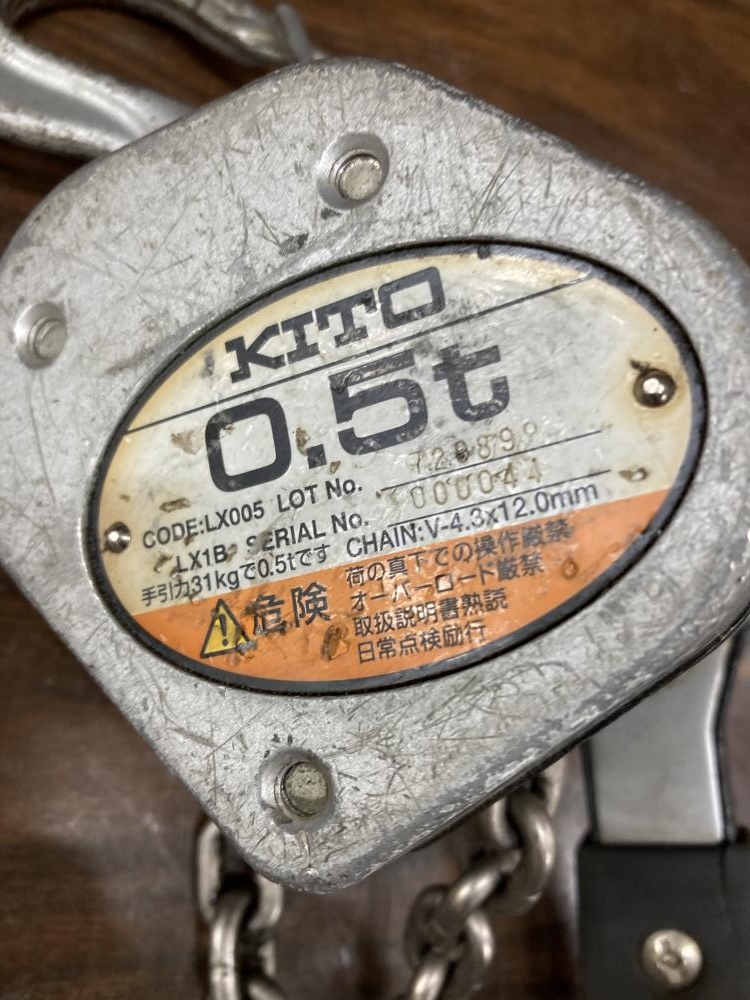 KITO
0.5t
CODE:LX005 LOT No. 729899
LX1B SERIAL No. 000044
手引力31kgで0.5tです CHAIN:V-4.3x12.0mm
危険
荷の真下での操作厳禁
オーバーロード厳禁
取扱説明書熟読
日常点検励行